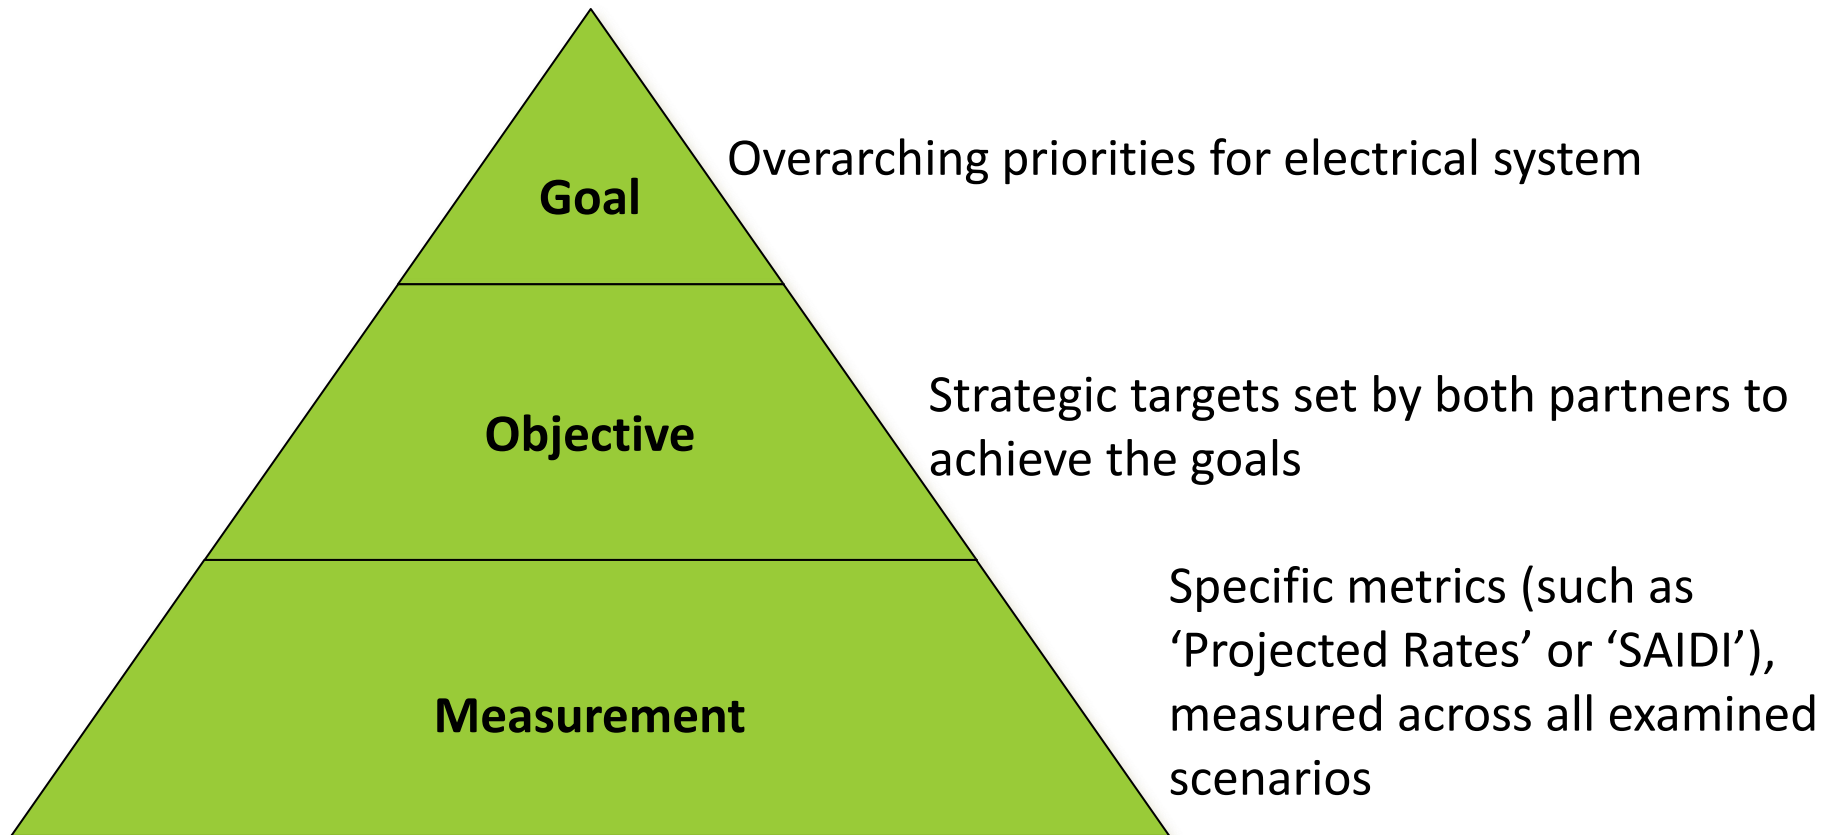 Goal
Overarching priorities for electrical system
Objective
Strategic targets set by both partners to
achieve the goals
Measurement
Specific metrics (such as
‘Projected Rates’ or ‘SAIDI’),
measured across all examined
scenarios